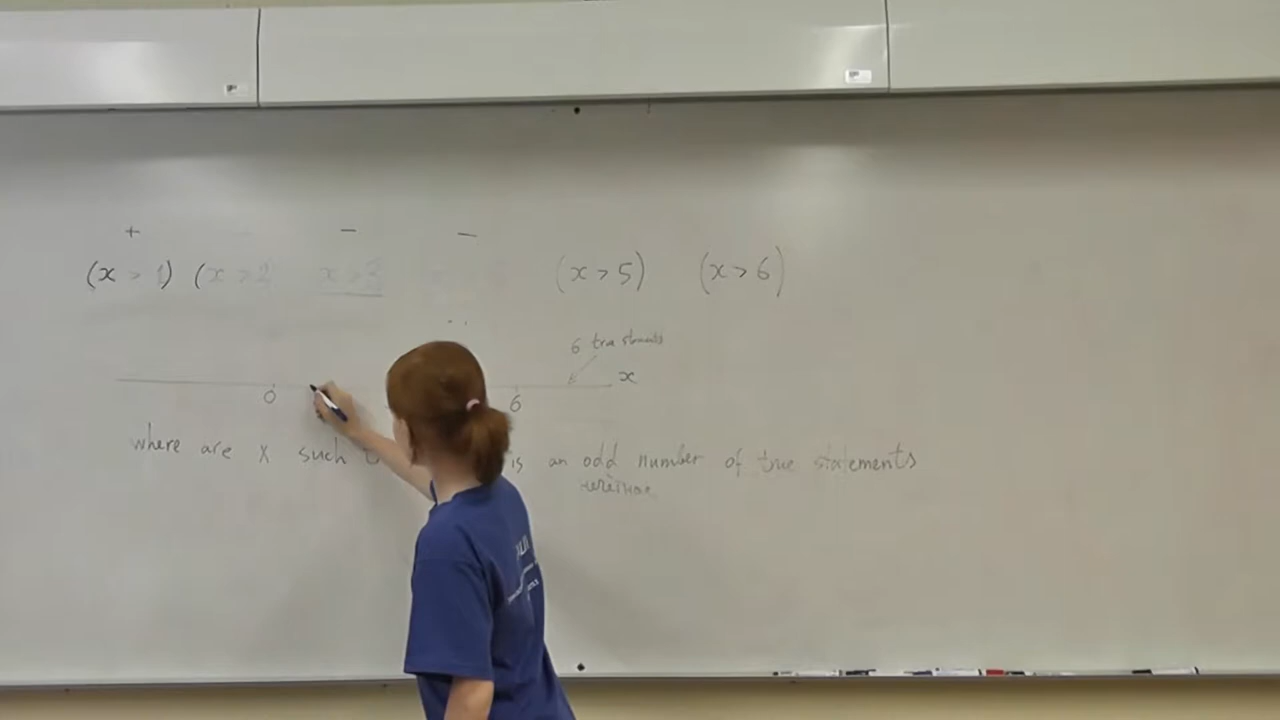 + − −
(x > 1) (x > 2 x > 3 (x > 5) (x > 6)
6 true statements
x
0 6
where are x such is an odd number of true statements